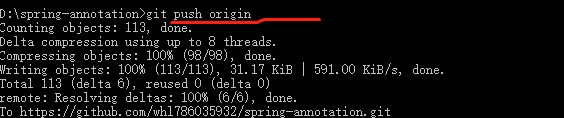 D:\spring-annotation>git push origin
Counting objects: 113, done.
Delta compression using up to 8 threads.
Compressing objects: 100% (98/98), done.
Writing objects: 100% (113/113), 31.17 KiB | 591.00 KiB/s, done.
Total 113 (delta 6), reused 0 (delta 0)
remote: Resolving deltas: 100% (6/6), done.
To https://github.com/whl786035932/spring-annotation.git